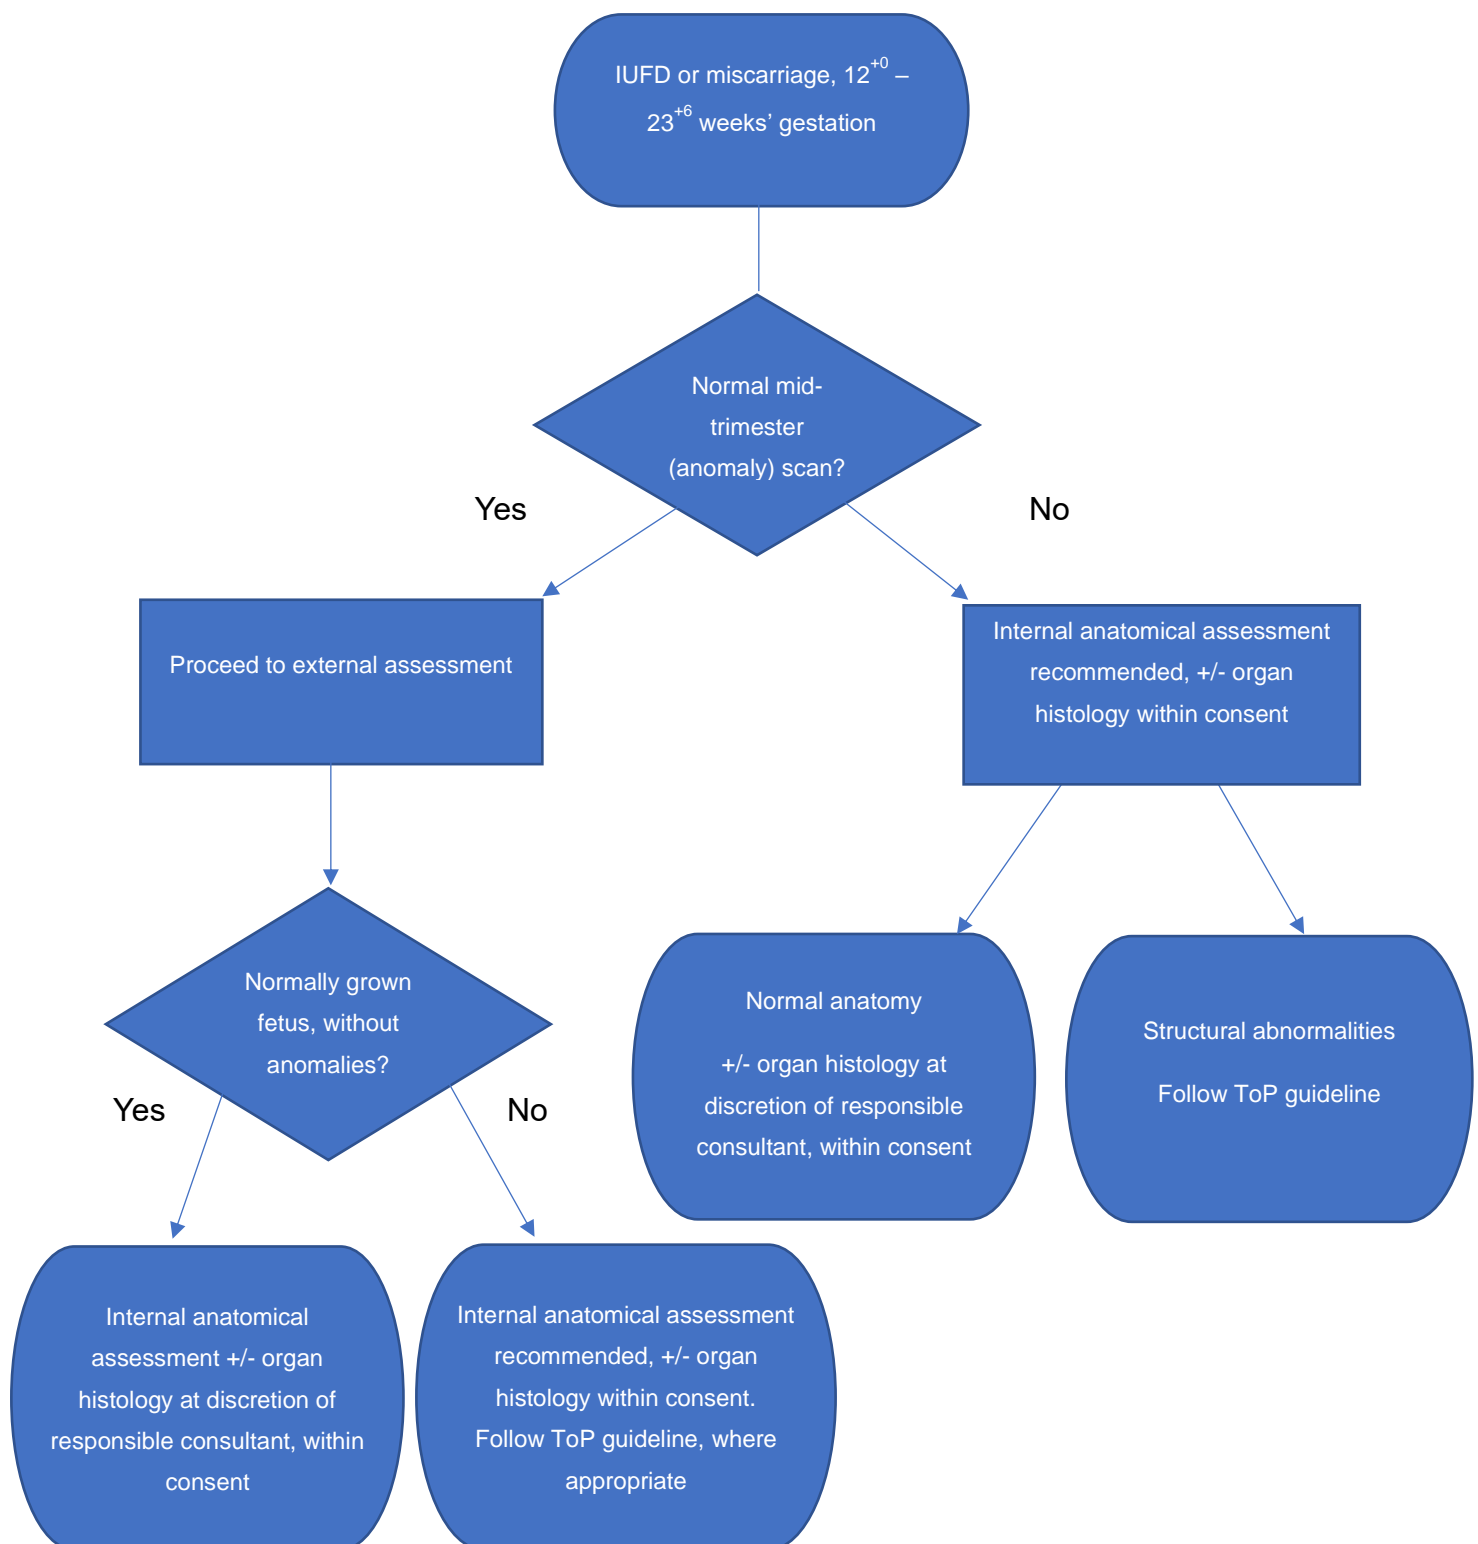 IUFD or miscarriage, 12⁺⁰ –
23⁺⁶ weeks’ gestation
Normal mid-
trimester
(anomaly) scan?
Yes
No
Proceed to external assessment
Internal anatomical assessment
recommended, +/- organ
histology within consent
Normally grown
fetus, without
anomalies?
Yes
No
Normal anatomy
+/- organ histology at
discretion of responsible
consultant, within consent
Structural abnormalities
Follow ToP guideline
Internal anatomical
assessment +/- organ
histology at discretion of
responsible consultant, within
consent
Internal anatomical assessment
recommended, +/- organ
histology within consent.
Follow ToP guideline, where
appropriate